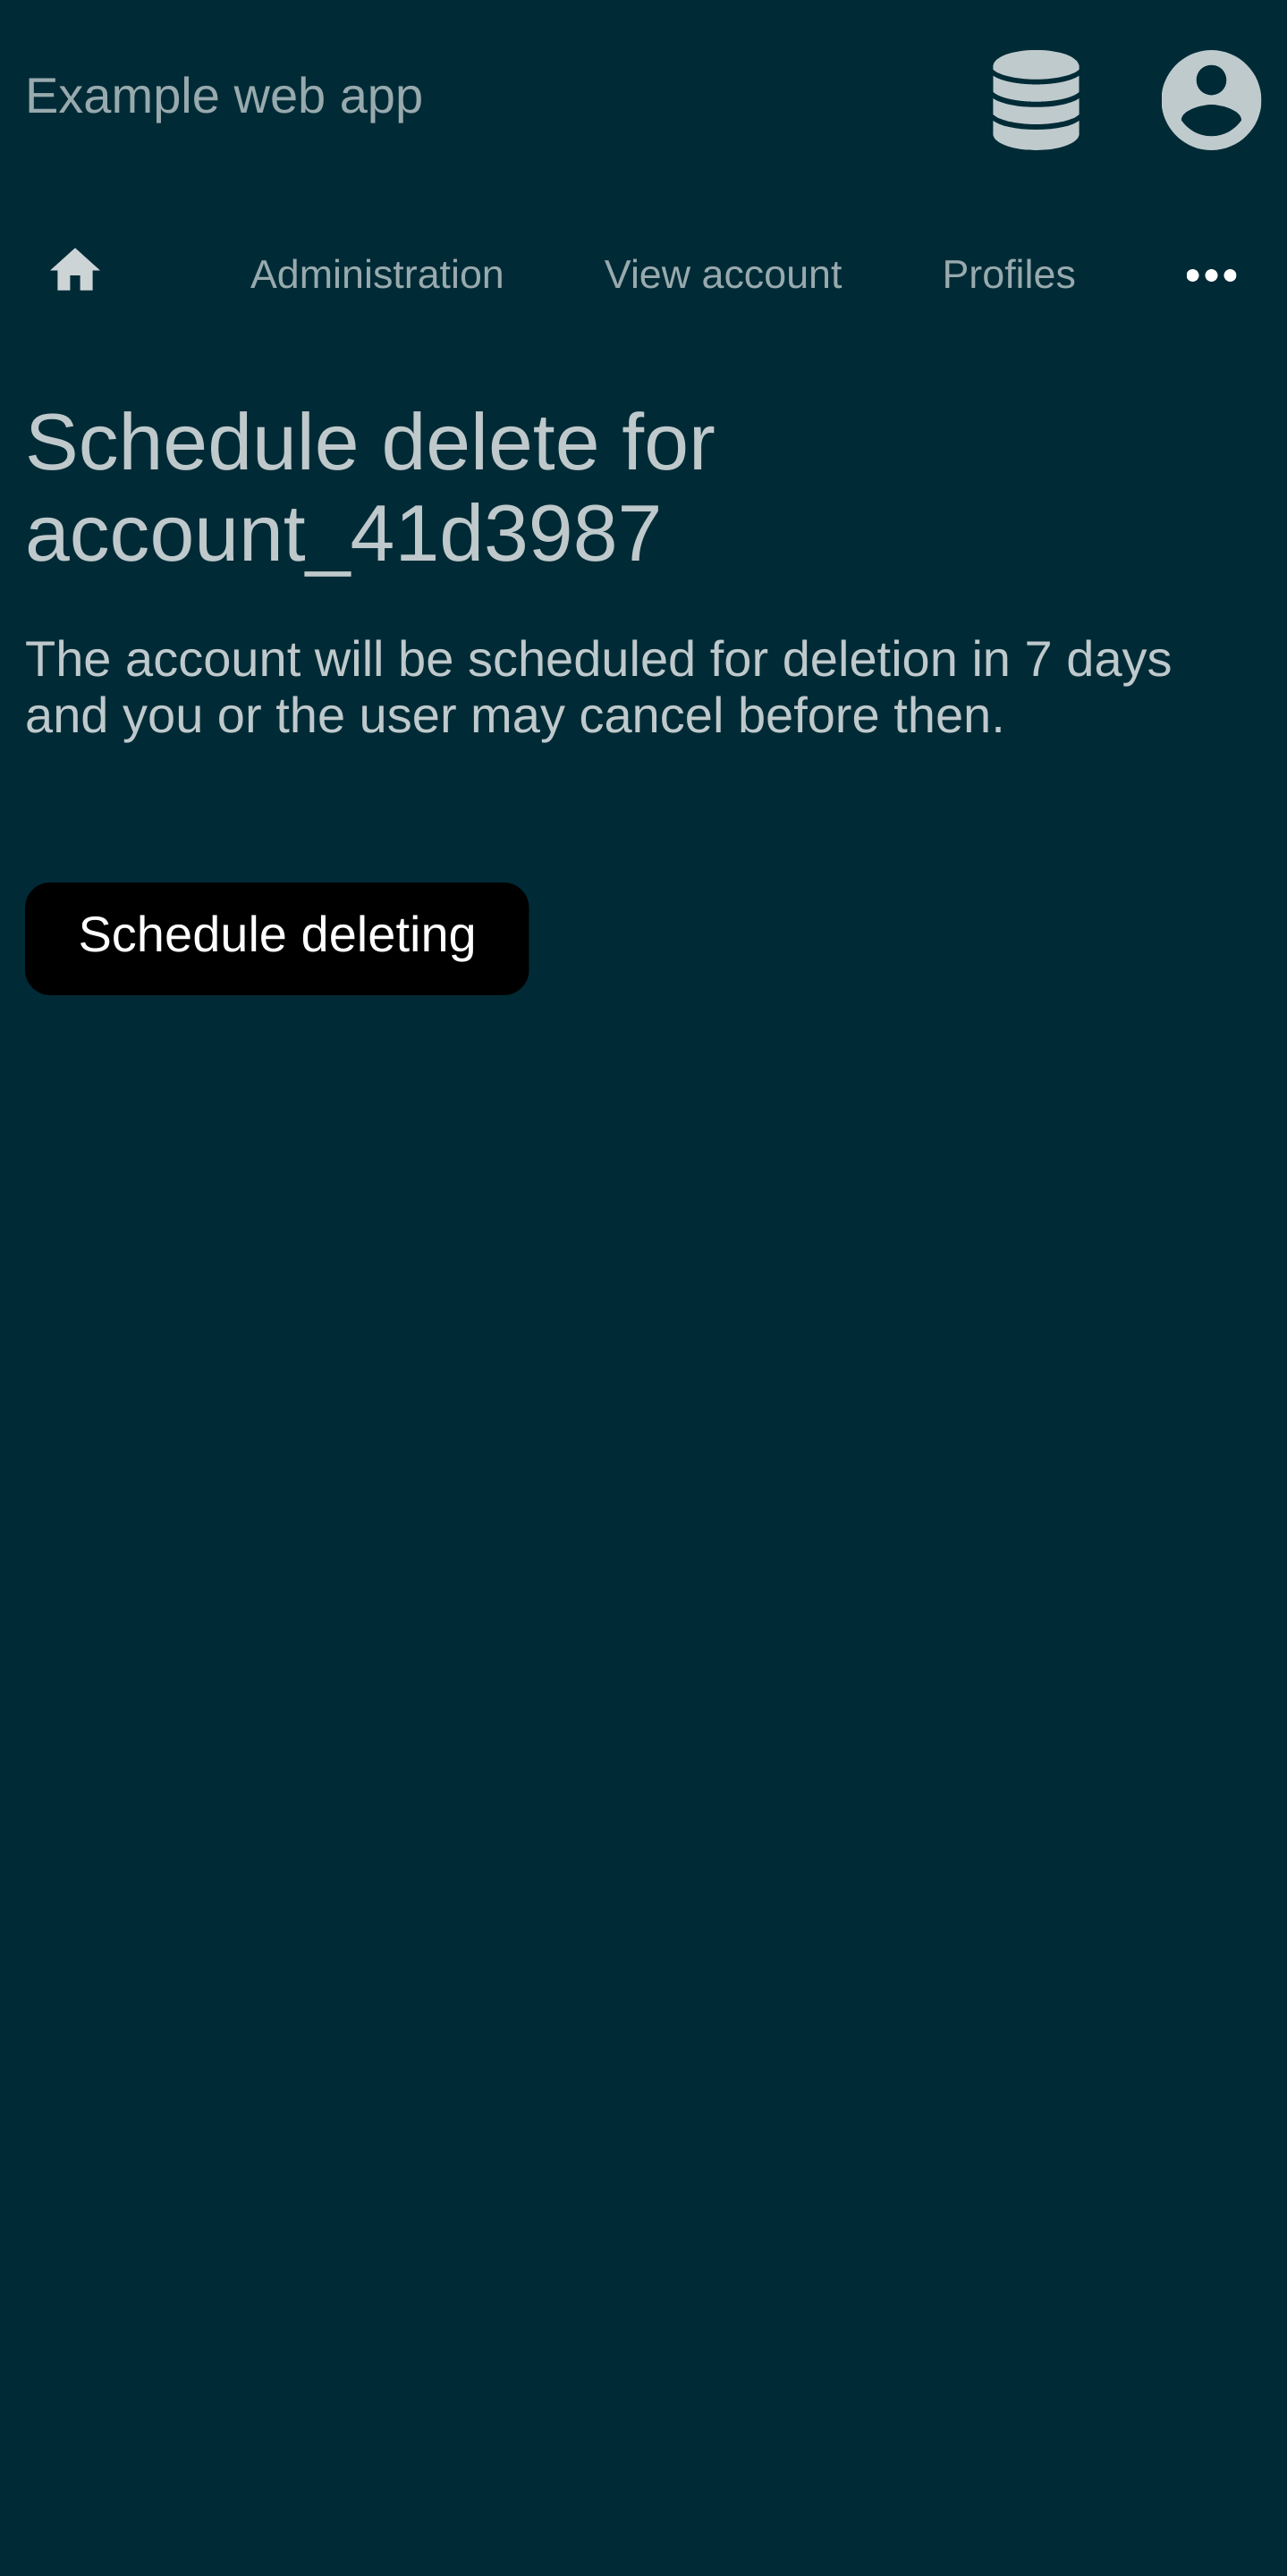 Example web app
Administration View account Profiles
Schedule delete for
account_41d3987
The account will be scheduled for deletion in 7 days
and you or the user may cancel before then.
Schedule deleting